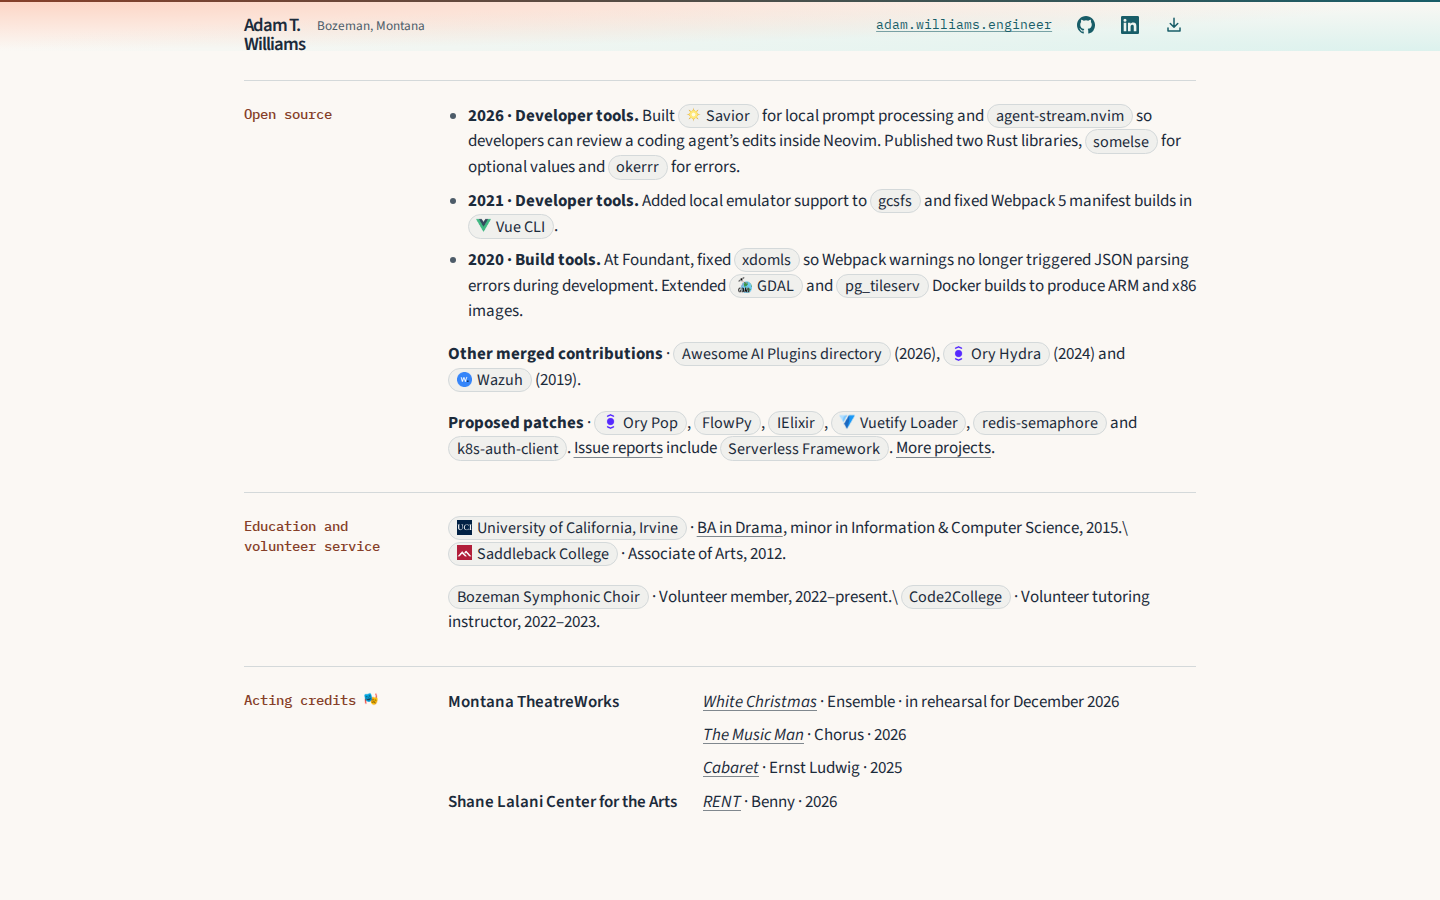 Adam T. Williams
Bozeman, Montana
adam.williams.engineer
Open source
2026 · Developer tools. Built Savior for local prompt processing and agent-stream.nvim so
developers can review a coding agent’s edits inside Neovim. Published two Rust libraries, somelse for
optional values and okerrr for errors.
2021 · Developer tools. Added local emulator support to gcsfs and fixed Webpack 5 manifest builds in
Vue CLI.
2020 · Build tools. At Foundant, fixed xdomls so Webpack warnings no longer triggered JSON parsing
errors during development. Extended GDAL and pg_tileserv Docker builds to produce ARM and x86
images.
Other merged contributions · Awesome AI Plugins directory (2026), Ory Hydra (2024) and
Wazuh (2019).
Proposed patches · Ory Pop, FlowPy, IElixir, Vuetify Loader, redis-semaphore and
k8s-auth-client. Issue reports include Serverless Framework. More projects.
Education and
volunteer service
UCI University of California, Irvine · BA in Drama, minor in Information & Computer Science, 2015.\
Saddleback College · Associate of Arts, 2012.
Bozeman Symphonic Choir · Volunteer member, 2022–present.\ Code2College · Volunteer tutoring
instructor, 2022–2023.
Acting credits
Montana TheatreWorks
White Christmas · Ensemble · in rehearsal for December 2026
The Music Man · Chorus · 2026
Cabaret · Ernst Ludwig · 2025
Shane Lalani Center for the Arts
RENT · Benny · 2026